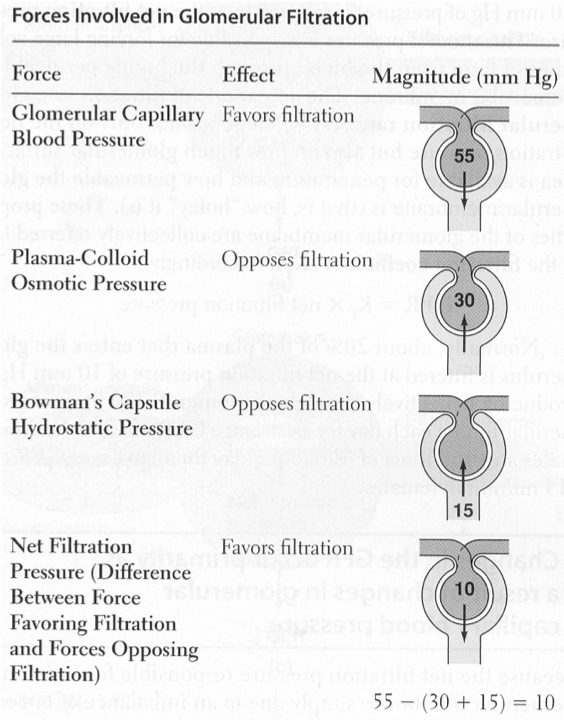 Forces Involved in Glomerular Filtration
Force Effect Magnitude (mm Hg)
Glomerular Capillary Favors filtration
Blood Pressure
55
Plasma-Colloid Opposes filtration
Osmotic Pressure
30
Bowman's Capsule Opposes filtration
Hydrostatic Pressure
15
Net Filtration Favors filtration
Pressure (Difference
Between Force
Favoring Filtration
and Forces Opposing
Filtration)
10
55 − (30 + 15) = 10